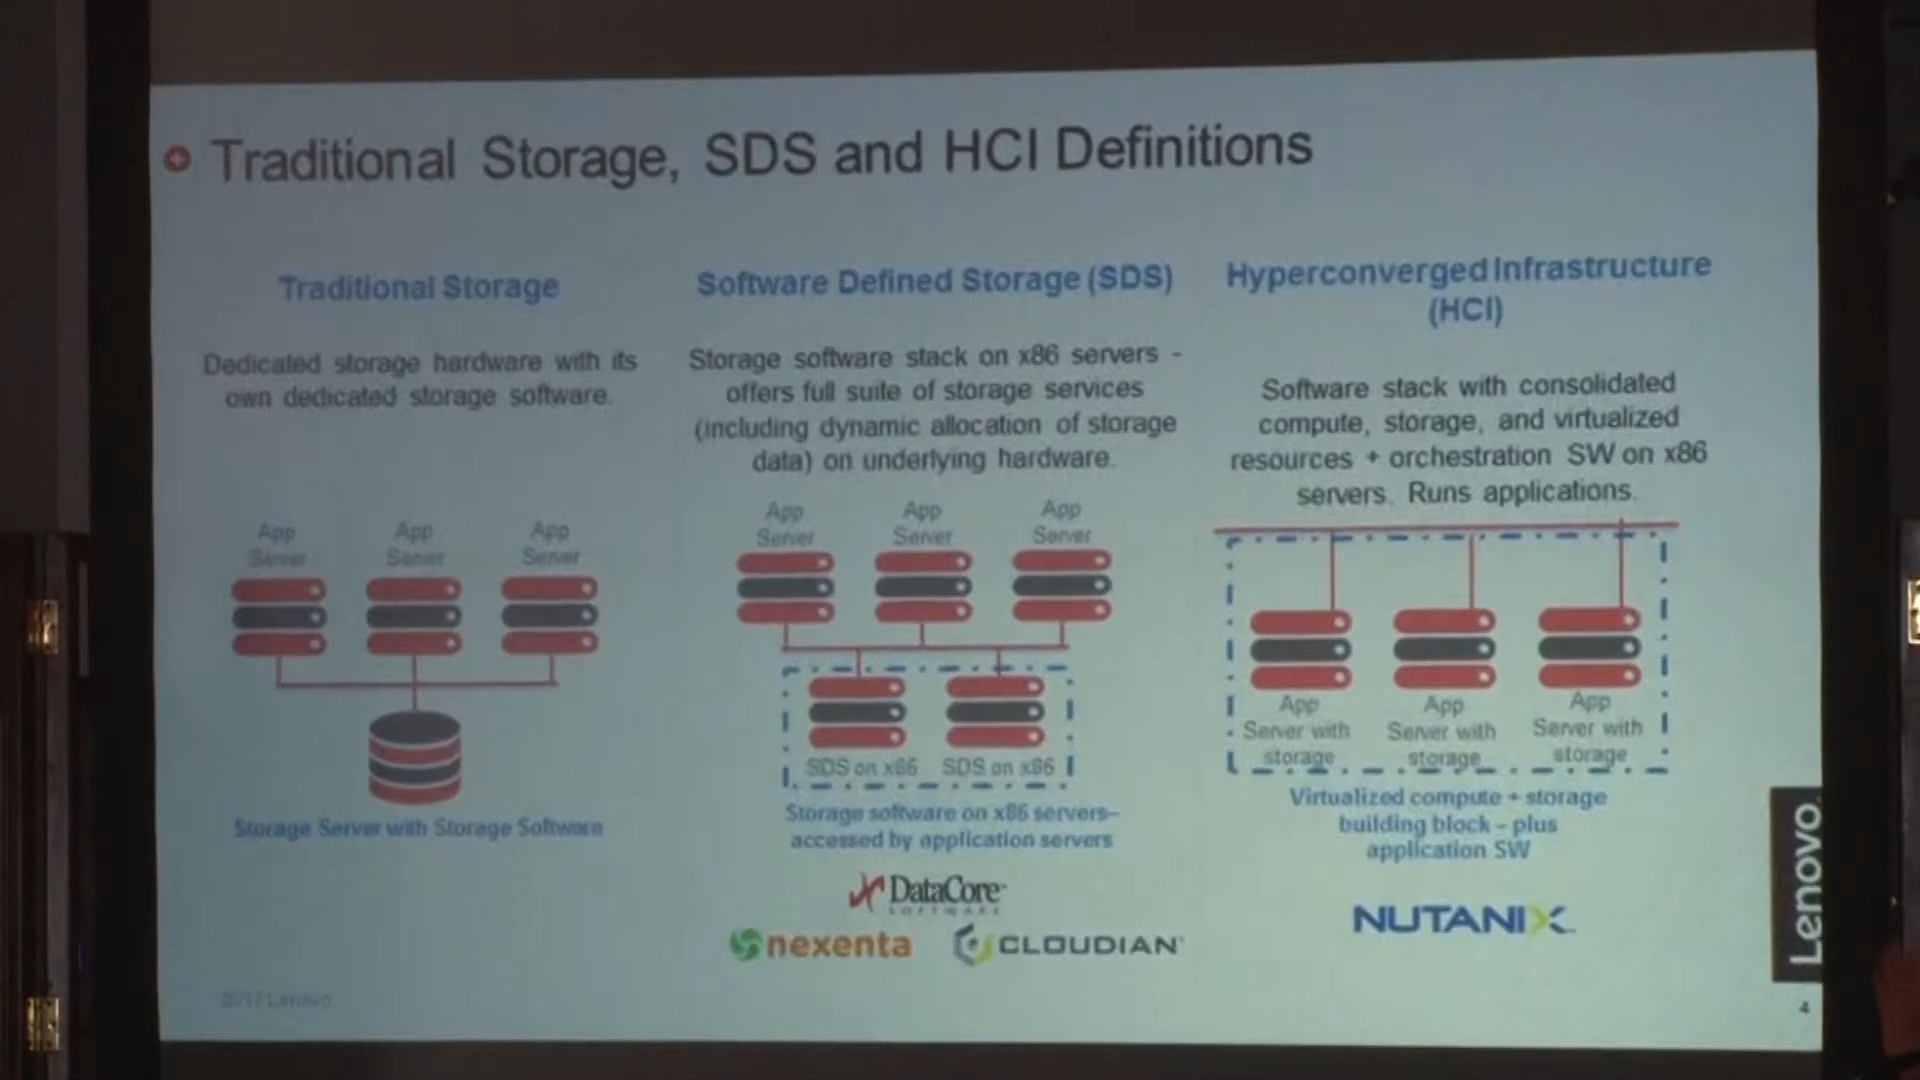 Traditional Storage, SDS and HCI Definitions
Traditional Storage
Dedicated storage hardware with its
own dedicated storage software.
App
Server
App
Server
App
Server
Storage Server with Storage Software
Software Defined Storage (SDS)
Storage software stack on x86 servers -
offers full suite of storage services
(including dynamic allocation of storage
data) on underlying hardware.
App
Server
App
Server
App
Server
SDS on x86
SDS on x86
Storage software on x86 servers–
accessed by application servers
DataCore
SOFTWARE
nexenta
CLOUDIAN
Hyperconverged Infrastructure
(HCI)
Software stack with consolidated
compute, storage, and virtualized
resources + orchestration SW on x86
servers. Runs applications.
App
Server with
storage
App
Server with
storage
App
Server with
storage
Virtualized compute + storage
building block – plus
application SW
NUTANIX
Lenovo
2017 Lenovo
4